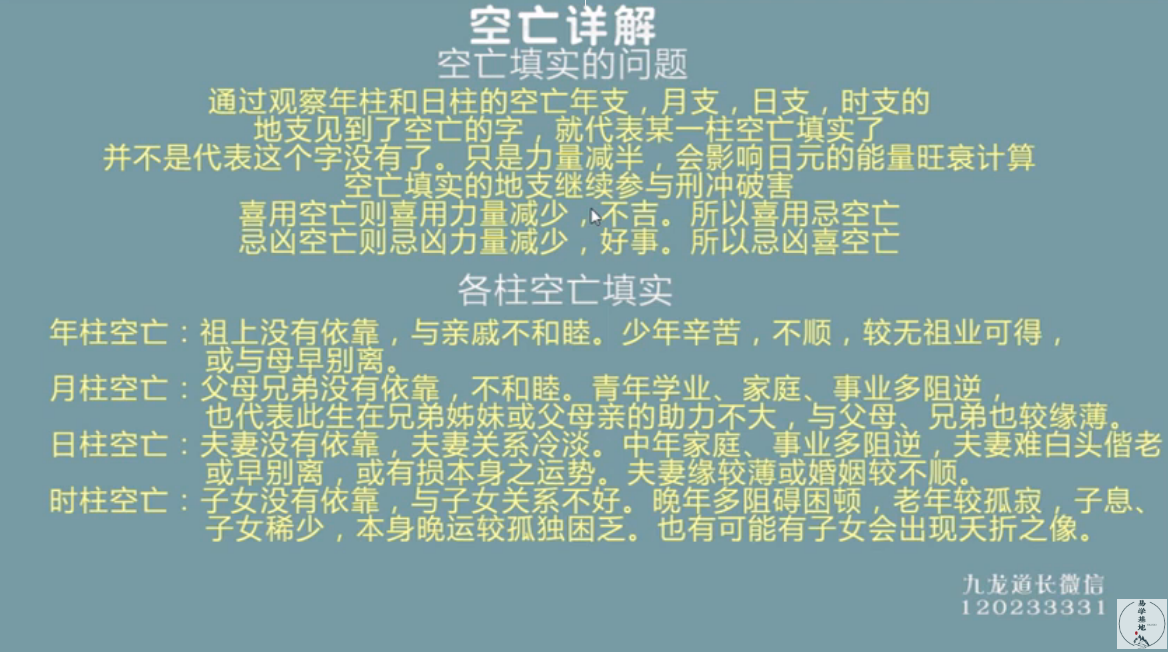 空亡详解
空亡填实的问题
通过观察年柱和日柱的空亡年支，月支，日支，时支的
地支见到了空亡的字，就代表某一柱空亡填实了
并不是代表这个字没有了。只是力量减半，会影响日元的能量旺衰计算
空亡填实的地支继续参与刑冲破害
喜用空亡则喜用力量减少，不吉。所以喜用忌空亡
忌凶空亡则忌凶力量减少，好事。所以忌凶喜空亡
各柱空亡填实
年柱空亡：祖上没有依靠，与亲戚不和睦。少年辛苦，不顺，较无祖业可得，
或与母早别离。
月柱空亡：父母兄弟没有依靠，不和睦。青年学业、家庭、事业多阻逆，
也代表此生在兄弟姊妹或父母亲的助力不大，与父母、兄弟也较缘薄。
日柱空亡：夫妻没有依靠，夫妻关系冷淡。中年家庭、事业多阻逆，夫妻难白头偕老
或早别离，或有损本身之运势。夫妻缘较薄或婚姻较不顺。
时柱空亡：子女没有依靠，与子女关系不好。晚年多阻碍困顿，老年较孤寂，子息、
子女稀少，本身晚运较孤独困乏。也有可能有子女会出现夭折之像。
九龙道长微信
120233331
易学基地